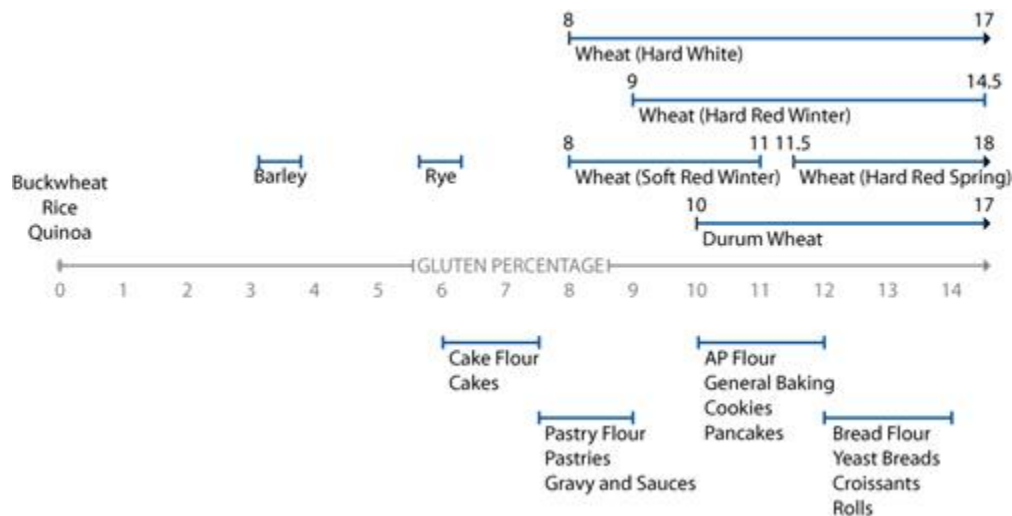 8 17
Wheat (Hard White)
9 14.5
Wheat (Hard Red Winter)
8 11 11.5 18
Barley Rye Wheat (Soft Red Winter) Wheat (Hard Red Spring)
Buckwheat
Rice
Quinoa
10 17
Durum Wheat
GLUTEN PERCENTAGE
0 1 2 3 4 5 6 7 8 9 10 11 12 13 14
Cake Flour
Cakes
AP Flour
General Baking
Cookies
Pancakes
Pastry Flour
Pastries
Gravy and Sauces
Bread Flour
Yeast Breads
Croissants
Rolls